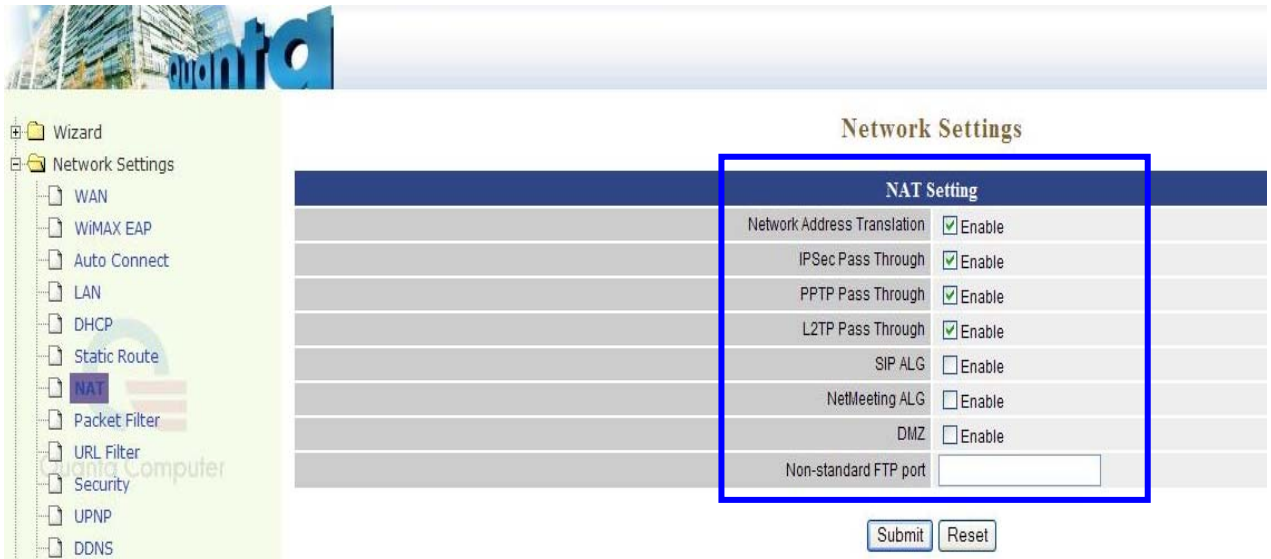 Quanta
Wizard
Network Settings
WAN
WiMAX EAP
Auto Connect
LAN
DHCP
Static Route
NAT
Packet Filter
URL Filter
Quanta Computer
Security
UPNP
DDNS
Network Settings
NAT Setting
Network Address Translation Enable
IPSec Pass Through Enable
PPTP Pass Through Enable
L2TP Pass Through Enable
SIP ALG Enable
NetMeeting ALG Enable
DMZ Enable
Non-standard FTP port
Submit Reset